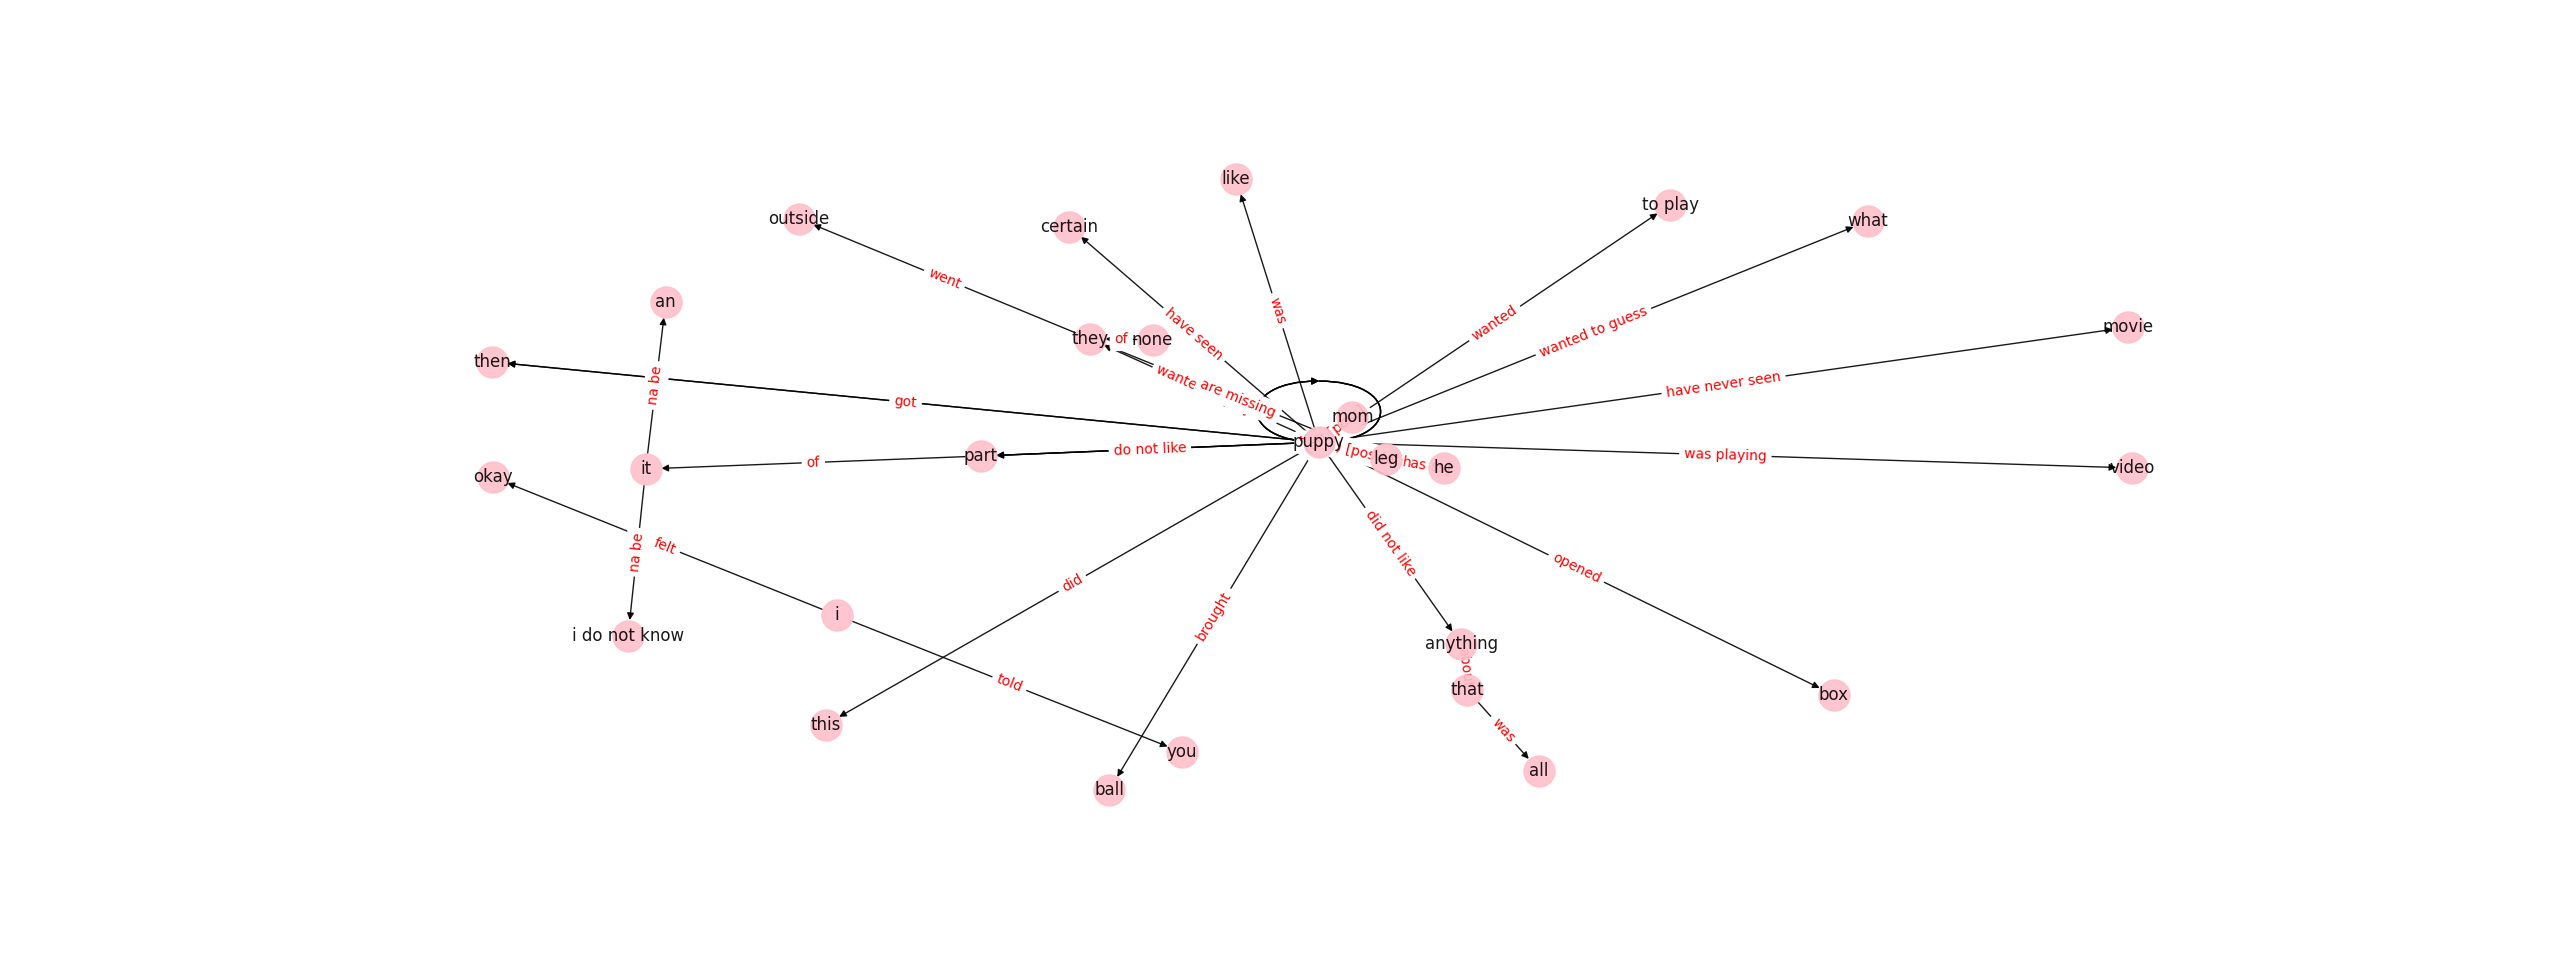 like
to play
outside
what
certain
went
an
was
wanted
wanted to guess
movie
have seen
they
of
none
then
na be
wante
are missing
have never seen
got
mom
puppy
do not like
part
of
it
[pos
leg
has
he
was playing
video
okay
felt
na be
did not like
opened
did
brought
i
i do not know
anything
told
that
box
this
was
you
all
ball